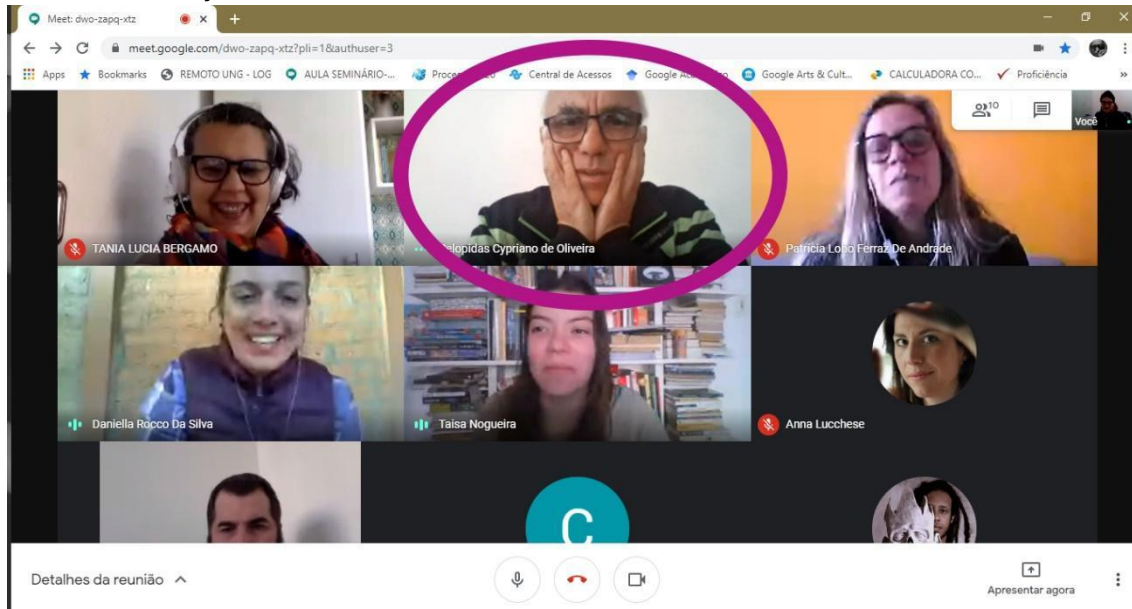 Meet: dwo-zapq-xtz
meet.google.com/dwo-zapq-xtz?pli=1&authuser=3
Apps Bookmarks REMOTO UNG - LOG AULA SEMINÁRIO-... Central de Acessos Google Arts & Cult... CALCULADORA CO... Proficiência »
10
Você
TANIA LUCIA BERGAMO
Cypriano de Oliveira
Patrícia Ferraz De Andrade
Daniella Rocco Da Silva
Taisa Nogueira
Anna Lucchese
C
Detalhes da reunião
Apresentar agora